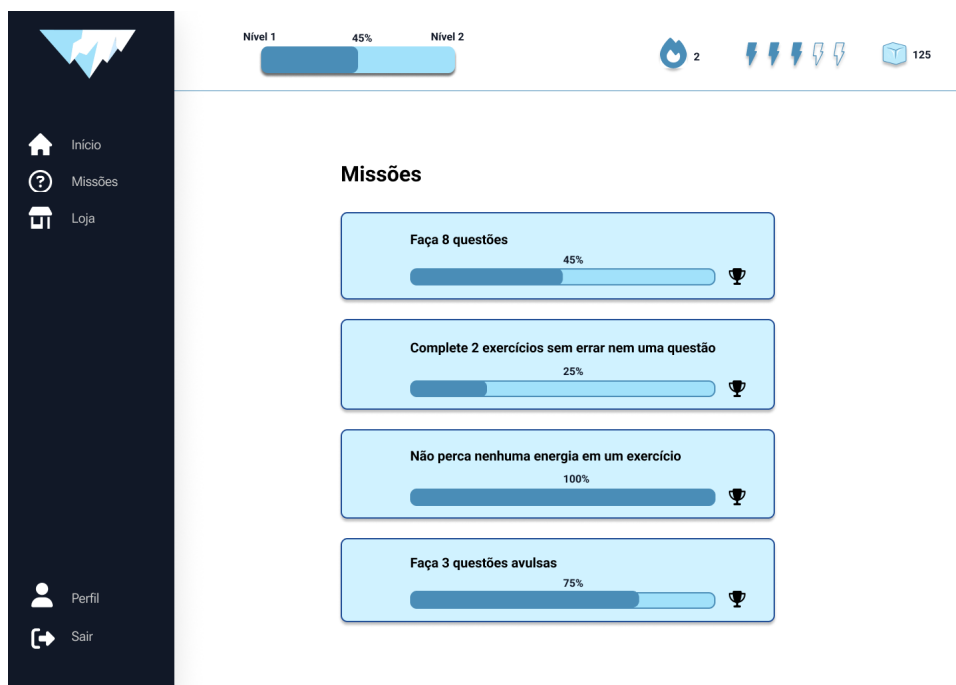 Nível 1
45%
Nível 2
2
125
Início
Missões
Loja
Perfil
Sair
Missões
Faça 8 questões
45%
Complete 2 exercícios sem errar nem uma questão
25%
Não perca nenhuma energia em um exercício
100%
Faça 3 questões avulsas
75%